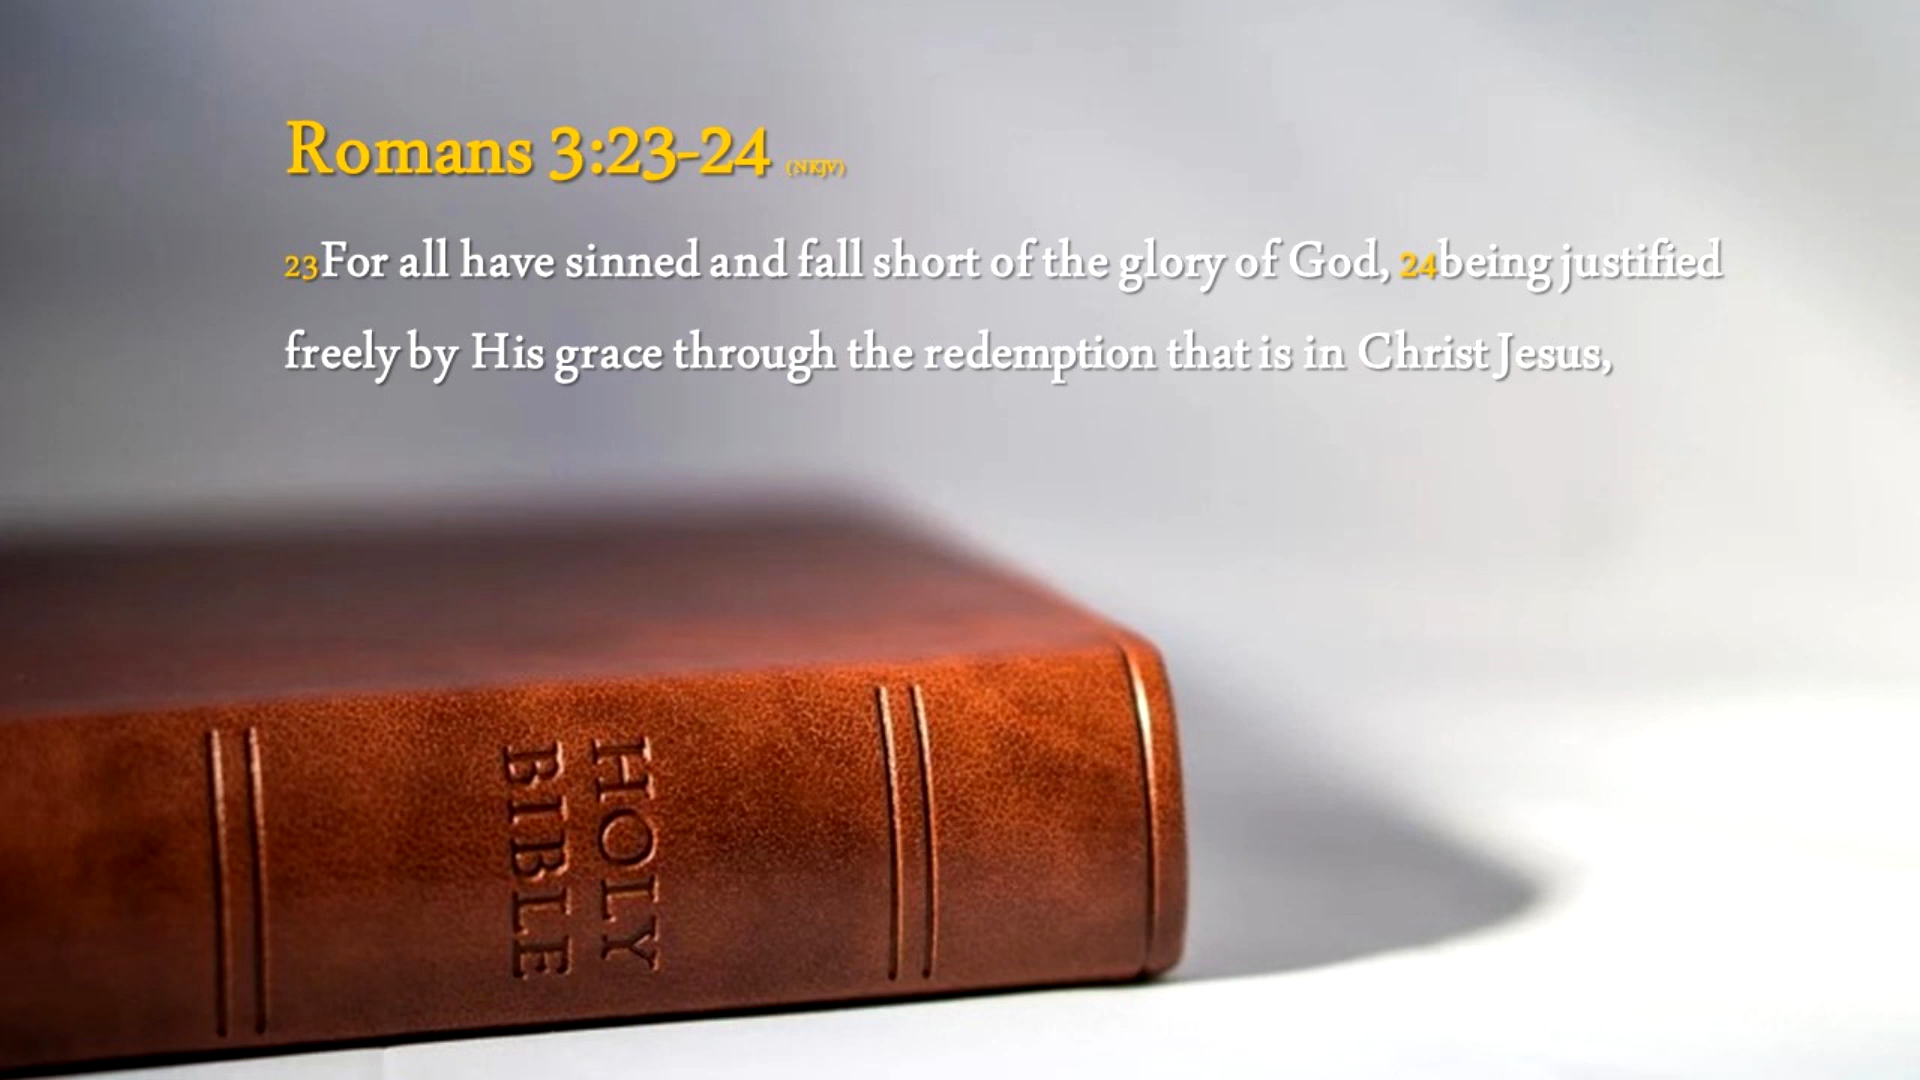 Romans 3:23-24 (NKJV)
23For all have sinned and fall short of the glory of God, 24being justified
freely by His grace through the redemption that is in Christ Jesus,
HOLY
BIBLE